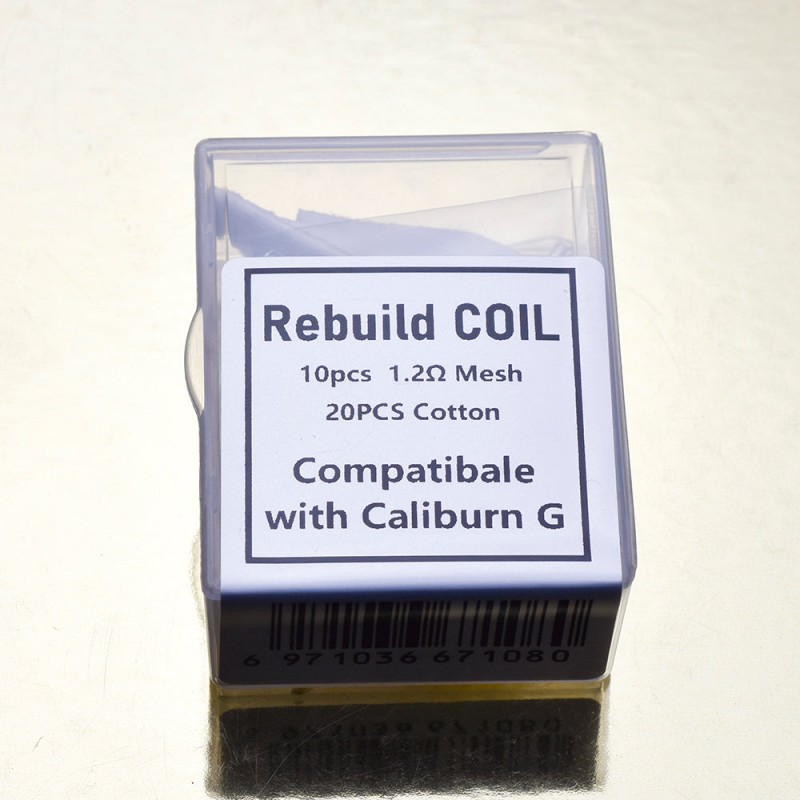 Rebuild COIL
10pcs 1.2Ω Mesh
20PCS Cotton
Compatibale
with Caliburn G
6 971036 671080